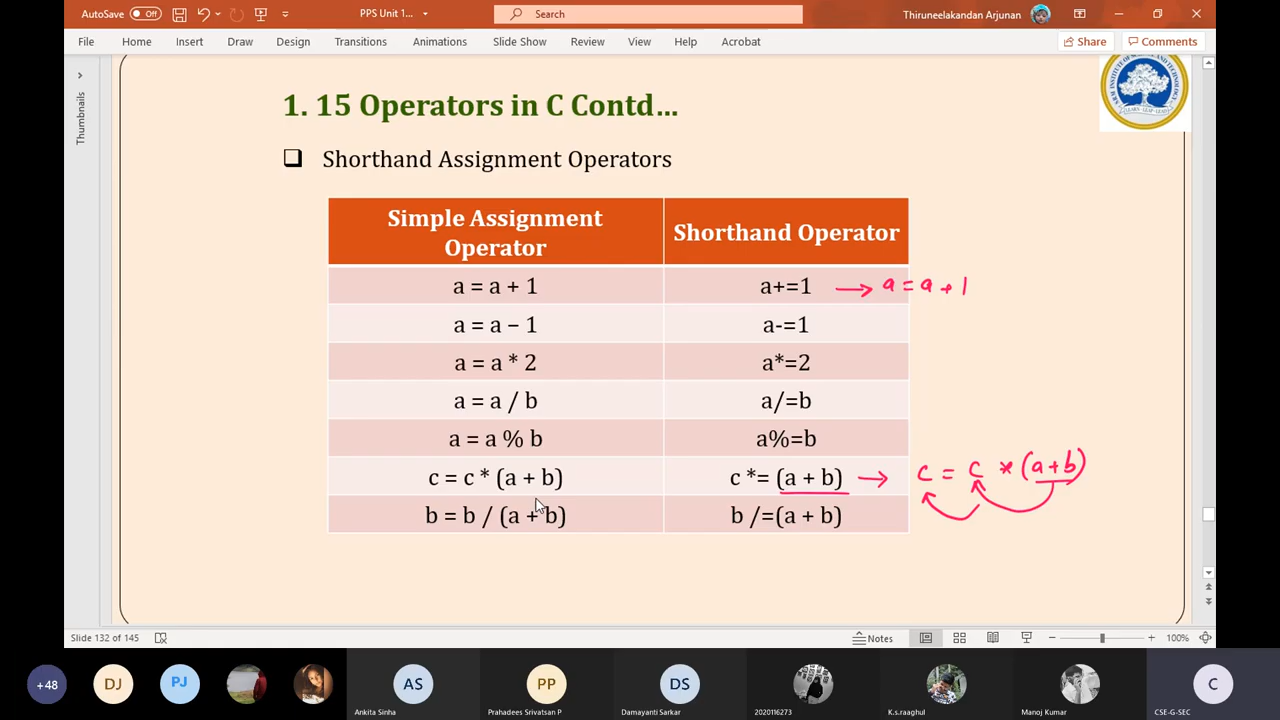 AutoSave Off PPS Unit 1... Search Thiruneelakandan Arjunan
File Home Insert Draw Design Transitions Animations Slide Show Review View Help Acrobat Share Comments
Thumbnails
1. 15 Operators in C Contd...
Shorthand Assignment Operators
Simple Assignment Operator Shorthand Operator
a = a + 1 a+=1 → a = a + 1
a = a – 1 a-=1
a = a * 2 a*=2
a = a / b a/=b
a = a % b a%=b
c = c * (a + b) c *= (a + b) → c = c * (a+b)
b = b / (a + b) b /=(a + b)
Slide 132 of 145 Notes 100%
+48 DJ PJ AS PP DS C
Ankita Sinha Prahadees Srivatsan P Damayanti Sarkar 2020116273 K.s.raaghul Manoj Kumar CSE-G-SEC